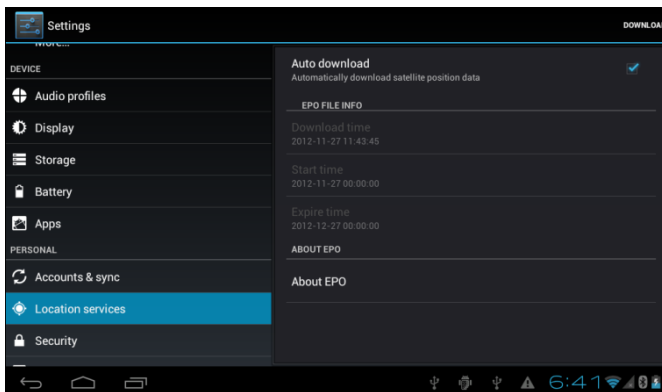 Settings
DOWNLOA
More...
DEVICE
Audio profiles
Display
Storage
Battery
Apps
PERSONAL
Accounts & sync
Location services
Security
Auto download
Automatically download satellite position data
EPO FILE INFO
Download time
2012-11-27 11:43:45
Start time
2012-11-27 00:00:00
Expire time
2012-12-27 00:00:00
ABOUT EPO
About EPO
6:41